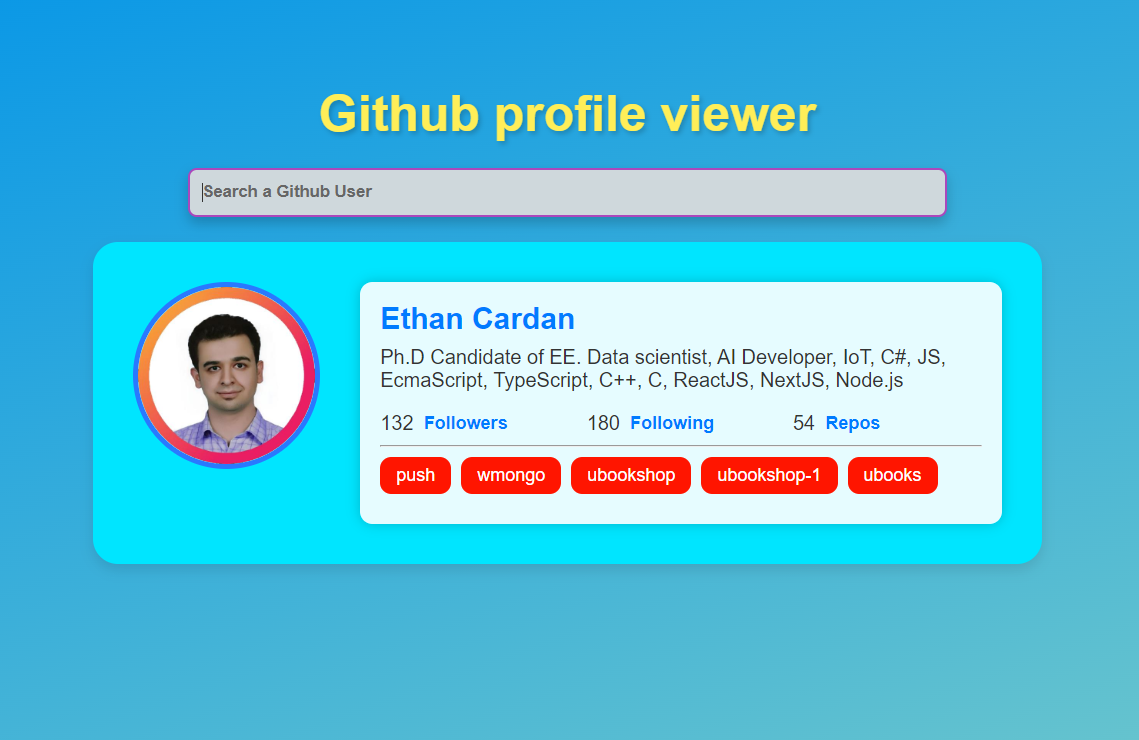 Github profile viewer
Search a Github User
Ethan Cardan
Ph.D Candidate of EE. Data scientist, AI Developer, IoT, C#, JS,
EcmaScript, TypeScript, C++, C, ReactJS, NextJS, Node.js
132 Followers 180 Following 54 Repos
push wmongo ubookshop ubookshop-1 ubooks